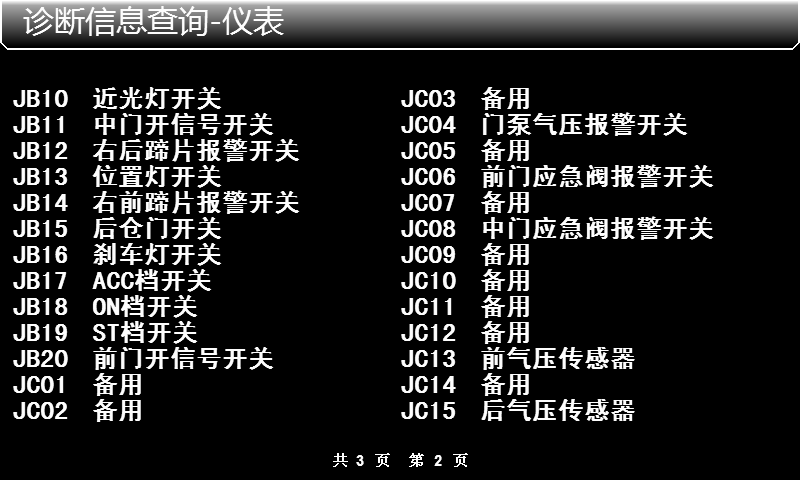 诊断信息查询-仪表
JB10 近光灯开关
JB11 中门开信号开关
JB12 右后蹄片报警开关
JB13 位置灯开关
JB14 右前蹄片报警开关
JB15 后仓门开关
JB16 刹车灯开关
JB17 ACC档开关
JB18 ON档开关
JB19 ST档开关
JB20 前门开信号开关
JC01 备用
JC02 备用
JC03 备用
JC04 门泵气压报警开关
JC05 备用
JC06 前门应急阀报警开关
JC07 备用
JC08 中门应急阀报警开关
JC09 备用
JC10 备用
JC11 备用
JC12 备用
JC13 前气压传感器
JC14 备用
JC15 后气压传感器
共 3 页 第 2 页